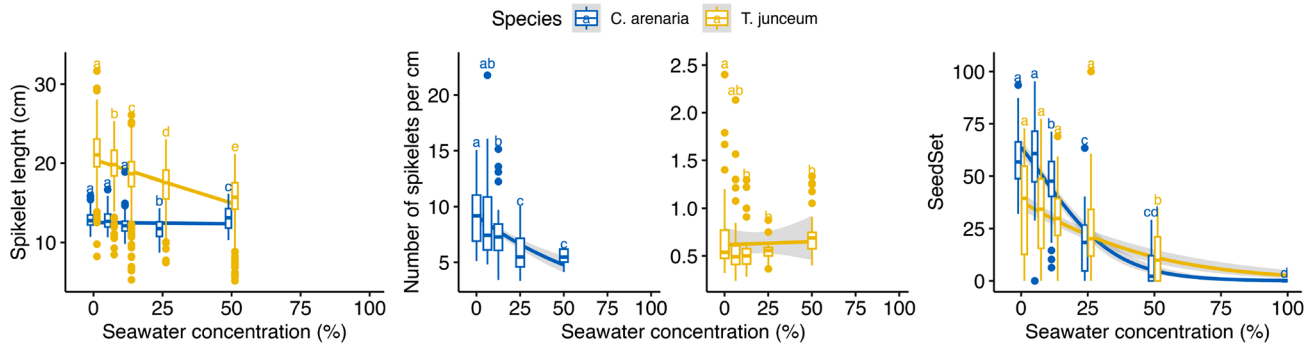 Species a C. arenaria a T. junceum
Spikelet lenght (cm)
30
20
10
a
b
c
d
e
a
a
a
b
c
0 25 50 75 100
Seawater concentration (%)
Number of spikelets per cm
20
15
10
5
ab
a
b
c
c
0 25 50 75 100
2.5
2.0
1.5
1.0
0.5
a
ab
b
b
b
0 25 50 75 100
Seawater concentration (%)
SeedSet
100
75
50
25
0
a
a
b
c
cd
d
a
a
a
a
b
0 25 50 75 100
Seawater concentration (%)